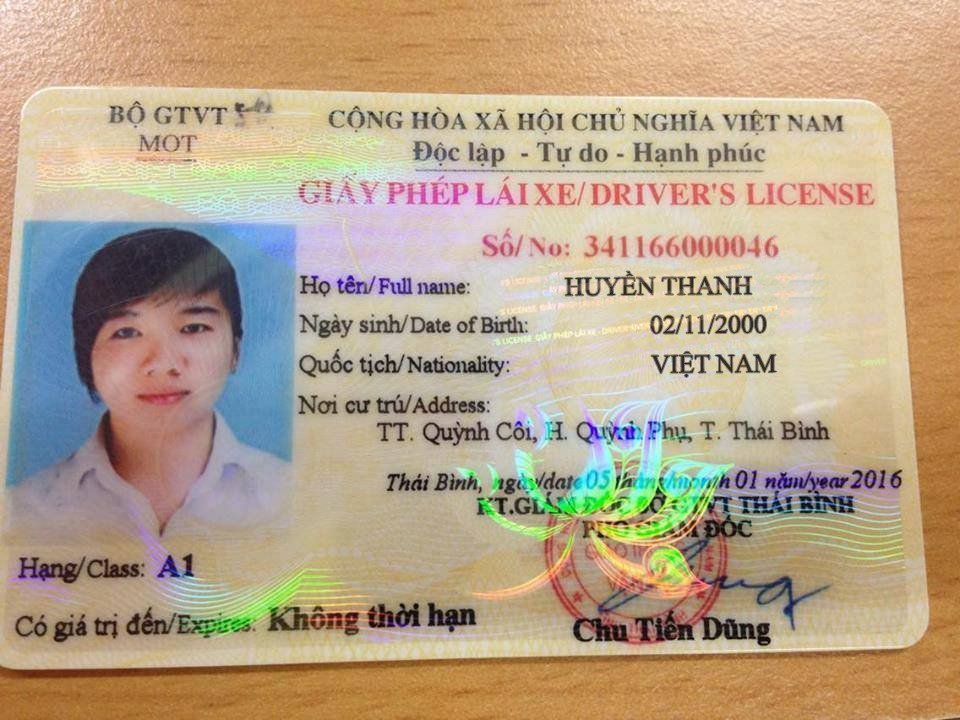 BỘ GTVT
MOT
CỘNG HÒA XÃ HỘI CHỦ NGHĨA VIỆT NAM
Độc lập - Tự do - Hạnh phúc
GIẤY PHÉP LÁI XE/ DRIVER'S LICENSE
Số/ No: 341166000046
Họ tên/ Full name: HUYỀN THANH
Ngày sinh/Date of Birth: 02/11/2000
Quốc tịch/ Nationality: VIỆT NAM
Nơi cư trú/Address:
TT. Quỳnh Côi, H. Quỳnh Phụ, T. Thái Bình
Thái Bình, ngày/date 05 tháng/month 01 năm/year 2016
KT.GIÁM ĐỐC SỞ GTVT THÁI BÌNH
PHÓ GIÁM ĐỐC
Hạng/Class: A1
Có giá trị đến/Expires: Không thời hạn
Chu Tiến Dũng